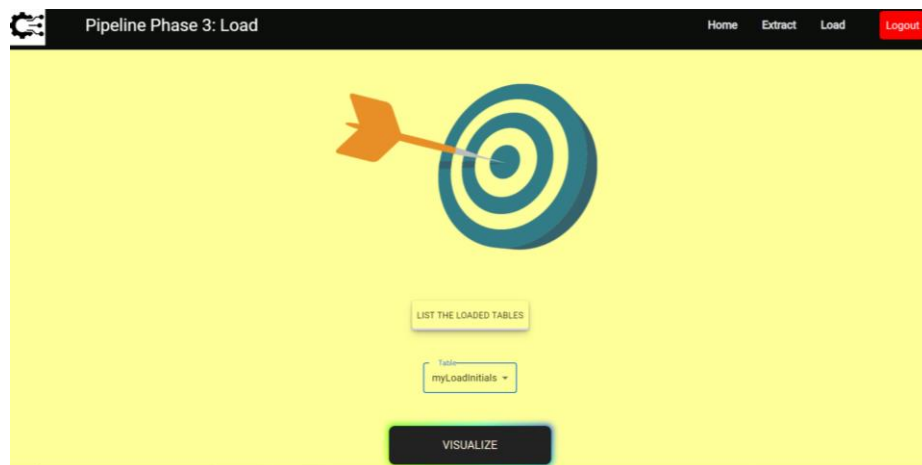 Pipeline Phase 3: Load Home Extract Load Logout
LIST THE LOADED TABLES
Table
myLoadInitials
VISUALIZE